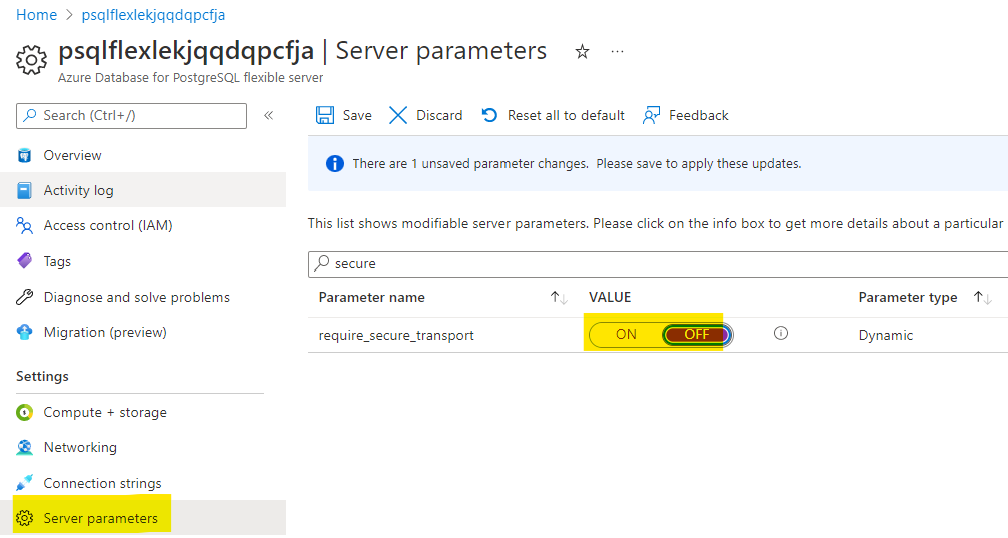 Home > psqlflexlekjqqdqpcfja
psqlflexlekjqqdqpcfja | Server parameters
Azure Database for PostgreSQL flexible server
Search (Ctrl+/)
Save Discard Reset all to default Feedback
Overview
There are 1 unsaved parameter changes. Please save to apply these updates.
Activity log
Access control (IAM)
This list shows modifiable server parameters. Please click on the info box to get more details about a particular
Tags
secure
Diagnose and solve problems
Parameter name VALUE Parameter type
Migration (preview)
require_secure_transport ON OFF Dynamic
Settings
Compute + storage
Networking
Connection strings
Server parameters